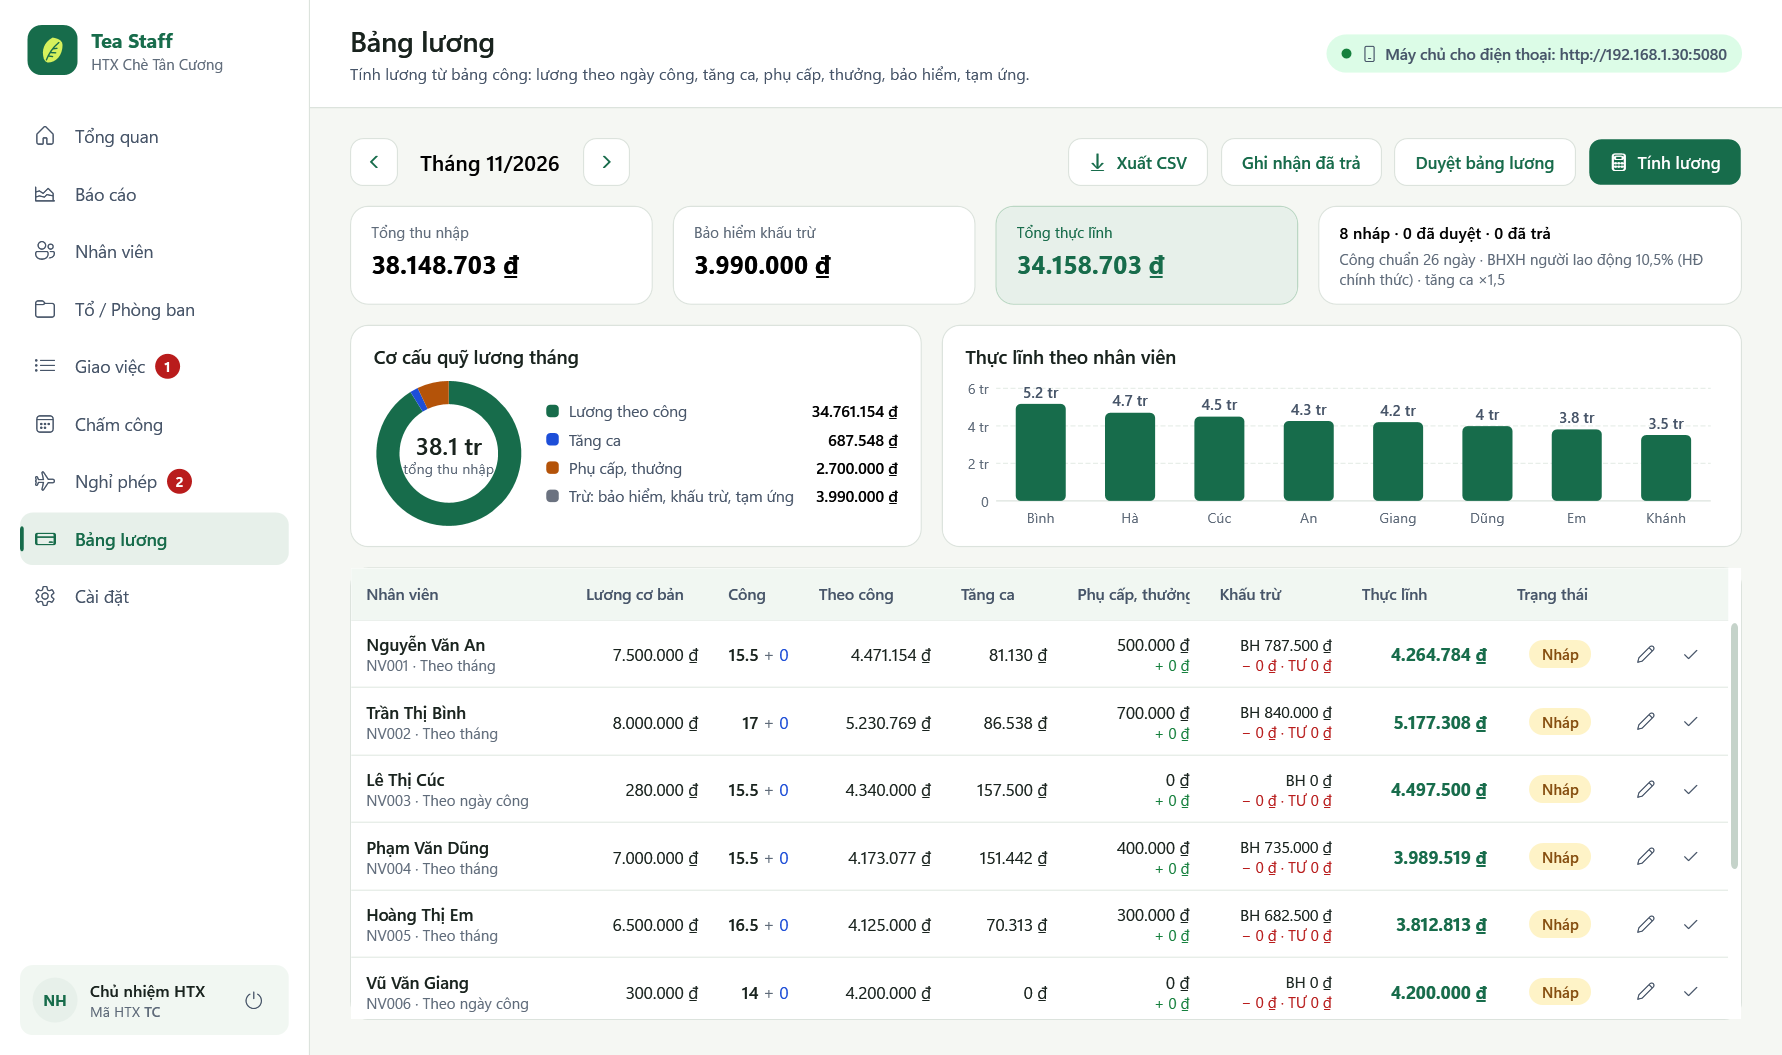 Tea Staff
HTX Chè Tân Cương
Tổng quan
Báo cáo
Nhân viên
Tổ / Phòng ban
Giao việc 1
Chấm công
Nghỉ phép 2
Bảng lương
Cài đặt
NH
Chủ nhiệm HTX
Mã HTX TC
Bảng lương
Tính lương từ bảng công: lương theo ngày công, tăng ca, phụ cấp, thưởng, bảo hiểm, tạm ứng.
Máy chủ cho điện thoại: http://192.168.1.30:5080
Tháng 11/2026
Xuất CSV
Ghi nhận đã trả
Duyệt bảng lương
Tính lương
Tổng thu nhập
38.148.703 ₫
Bảo hiểm khấu trừ
3.990.000 ₫
Tổng thực lĩnh
34.158.703 ₫
8 nháp · 0 đã duyệt · 0 đã trả
Công chuẩn 26 ngày · BHXH người lao động 10,5% (HĐ
chính thức) · tăng ca ×1,5
Cơ cấu quỹ lương tháng
38.1 tr
tổng thu nhập
Lương theo công 34.761.154 ₫
Tăng ca 687.548 ₫
Phụ cấp, thưởng 2.700.000 ₫
Trừ: bảo hiểm, khấu trừ, tạm ứng 3.990.000 ₫
Thực lĩnh theo nhân viên
6 tr
4 tr
2 tr
0
5.2 tr
4.7 tr
4.5 tr
4.3 tr
4.2 tr
4 tr
3.8 tr
3.5 tr
Bình
Hà
Cúc
An
Giang
Dũng
Em
Khánh
Nhân viên Lương cơ bản Công Theo công Tăng ca Phụ cấp, thưởng Khấu trừ Thực lĩnh Trạng thái
Nguyễn Văn An
NV001 · Theo tháng
7.500.000 ₫
15.5 + 0
4.471.154 ₫
81.130 ₫
500.000 ₫
+ 0 ₫
BH 787.500 ₫
− 0 ₫ · TƯ 0 ₫
4.264.784 ₫
Nháp
Trần Thị Bình
NV002 · Theo tháng
8.000.000 ₫
17 + 0
5.230.769 ₫
86.538 ₫
700.000 ₫
+ 0 ₫
BH 840.000 ₫
− 0 ₫ · TƯ 0 ₫
5.177.308 ₫
Nháp
Lê Thị Cúc
NV003 · Theo ngày công
280.000 ₫
15.5 + 0
4.340.000 ₫
157.500 ₫
0 ₫
+ 0 ₫
BH 0 ₫
− 0 ₫ · TƯ 0 ₫
4.497.500 ₫
Nháp
Phạm Văn Dũng
NV004 · Theo tháng
7.000.000 ₫
15.5 + 0
4.173.077 ₫
151.442 ₫
400.000 ₫
+ 0 ₫
BH 735.000 ₫
− 0 ₫ · TƯ 0 ₫
3.989.519 ₫
Nháp
Hoàng Thị Em
NV005 · Theo tháng
6.500.000 ₫
16.5 + 0
4.125.000 ₫
70.313 ₫
300.000 ₫
+ 0 ₫
BH 682.500 ₫
− 0 ₫ · TƯ 0 ₫
3.812.813 ₫
Nháp
Vũ Văn Giang
NV006 · Theo ngày công
300.000 ₫
14 + 0
4.200.000 ₫
0 ₫
0 ₫
+ 0 ₫
BH 0 ₫
− 0 ₫ · TƯ 0 ₫
4.200.000 ₫
Nháp